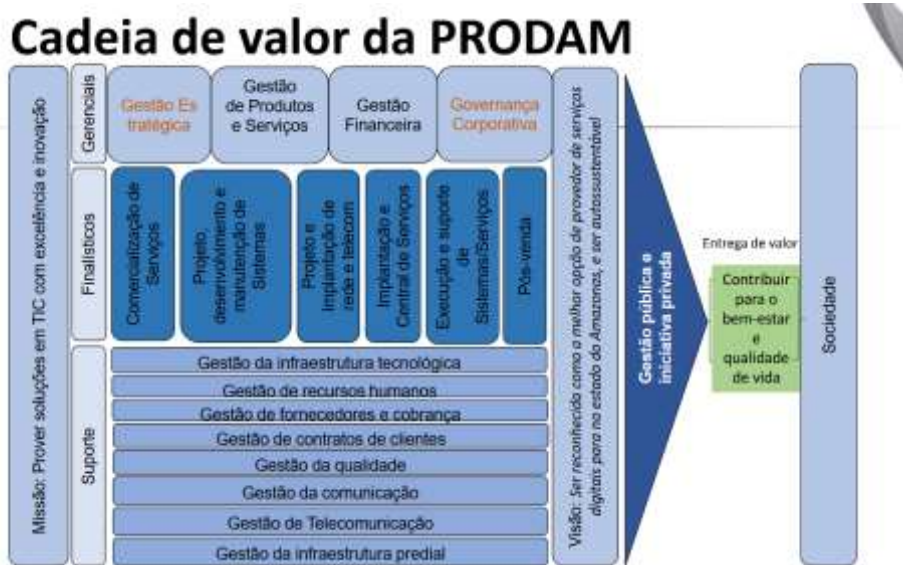 Cadeia de valor da PRODAM
Missão: Prover soluções em TIC com excelência e inovação
Gerenciais
Gestão Es
tratégica
Gestão
de Produtos
e Serviços
Gestão
Financeira
Governança
Corporativa
Finalísticos
Comercialização de
Serviços
Projeto
desenvolvimento e
manutenção de
Sistemas
Projeto e
Implantação de
rede e telecom
Implantação e
Central de Serviços
Execução e suporte
de
Sistemas/Serviços
Pós-venda
Suporte
Gestão da infraestrutura tecnológica
Gestão de recursos humanos
Gestão de fornecedores e cobrança
Gestão de contratos de clientes
Gestão da qualidade
Gestão da comunicação
Gestão de Telecomunicação
Gestão da infraestrutura predial
Visão: Ser reconhecido como a melhor opção de provedor de serviços
digitais para no estado do Amazonas, e ser autossustentável
Gestão pública e
iniciativa privada
Entrega de valor
Contribuir
para o
bem-estar
e
qualidade
de vida
Sociedade